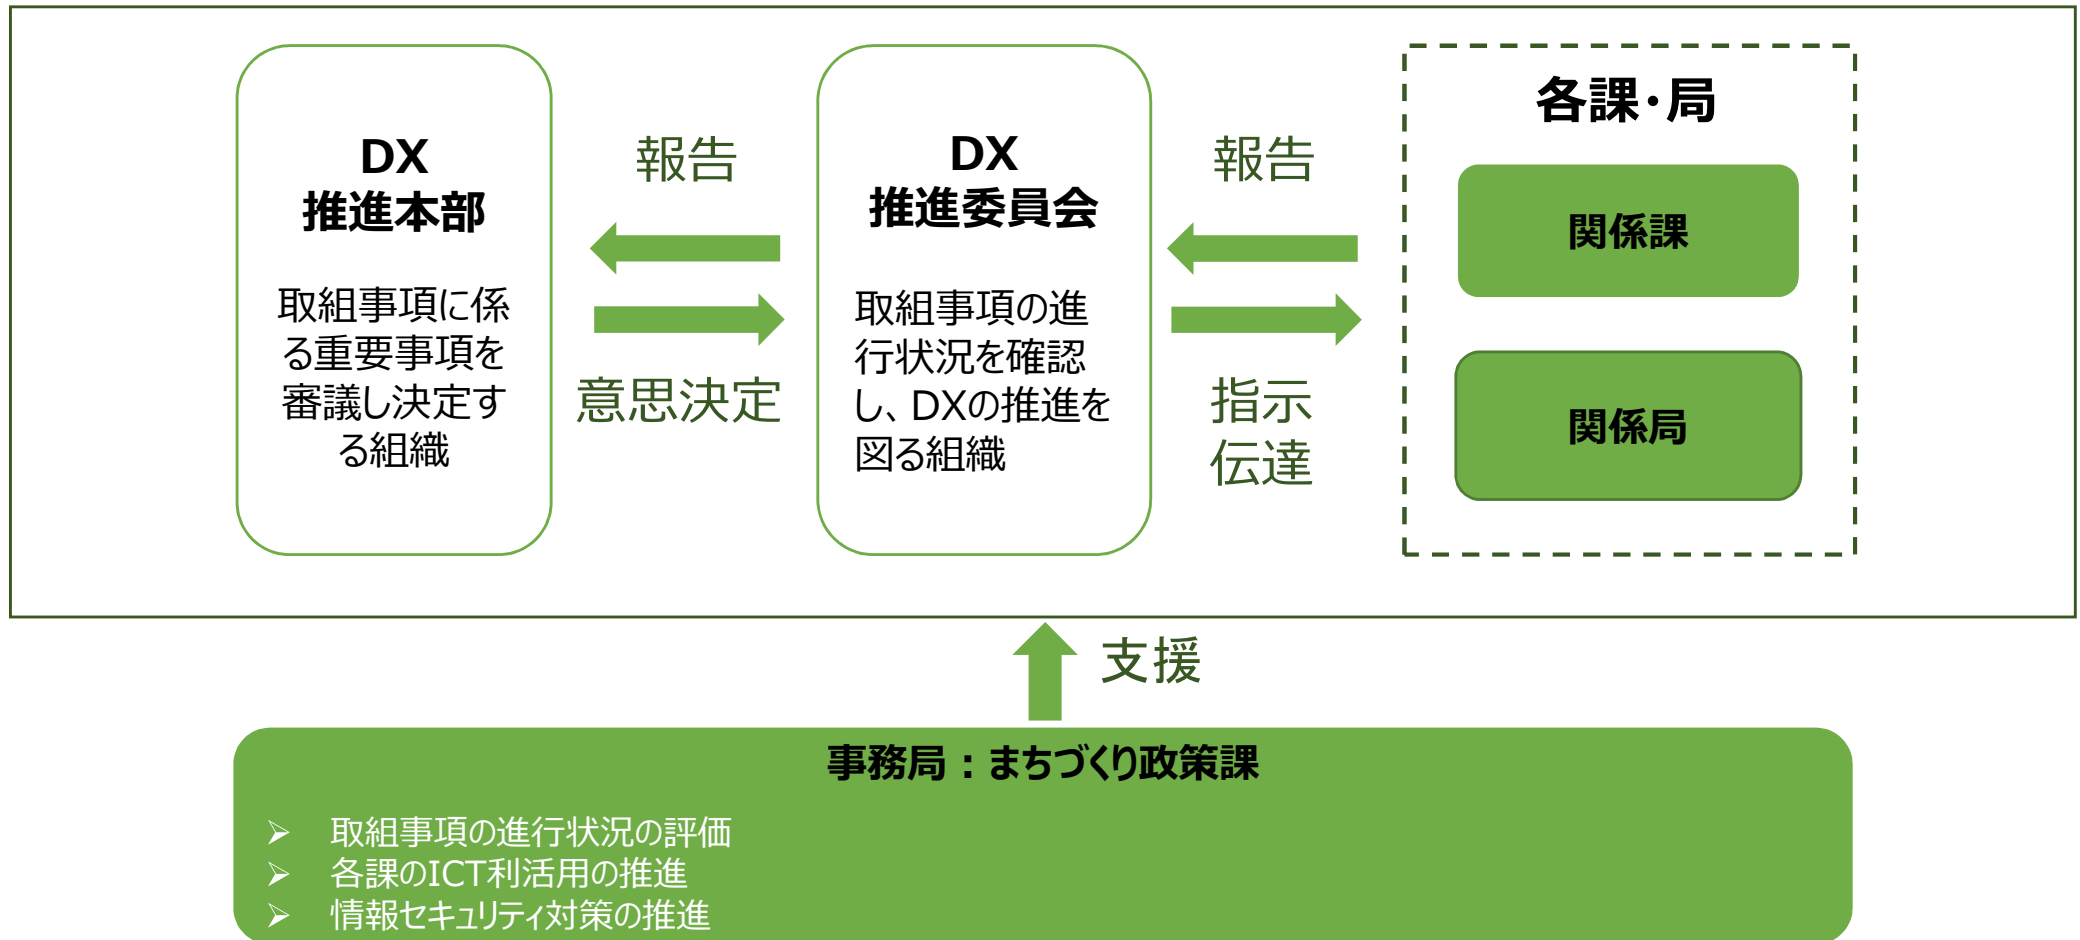 DX
推進本部
取組事項に係
る重要事項を
審議し決定す
る組織
報告
意思決定
DX
推進委員会
取組事項の進
行状況を確認
し、DXの推進を
図る組織
報告
指示
伝達
各課・局
関係課
関係局
支援
事務局：まちづくり政策課
➢ 取組事項の進行状況の評価
➢ 各課のICT利活用の推進
➢ 情報セキュリティ対策の推進